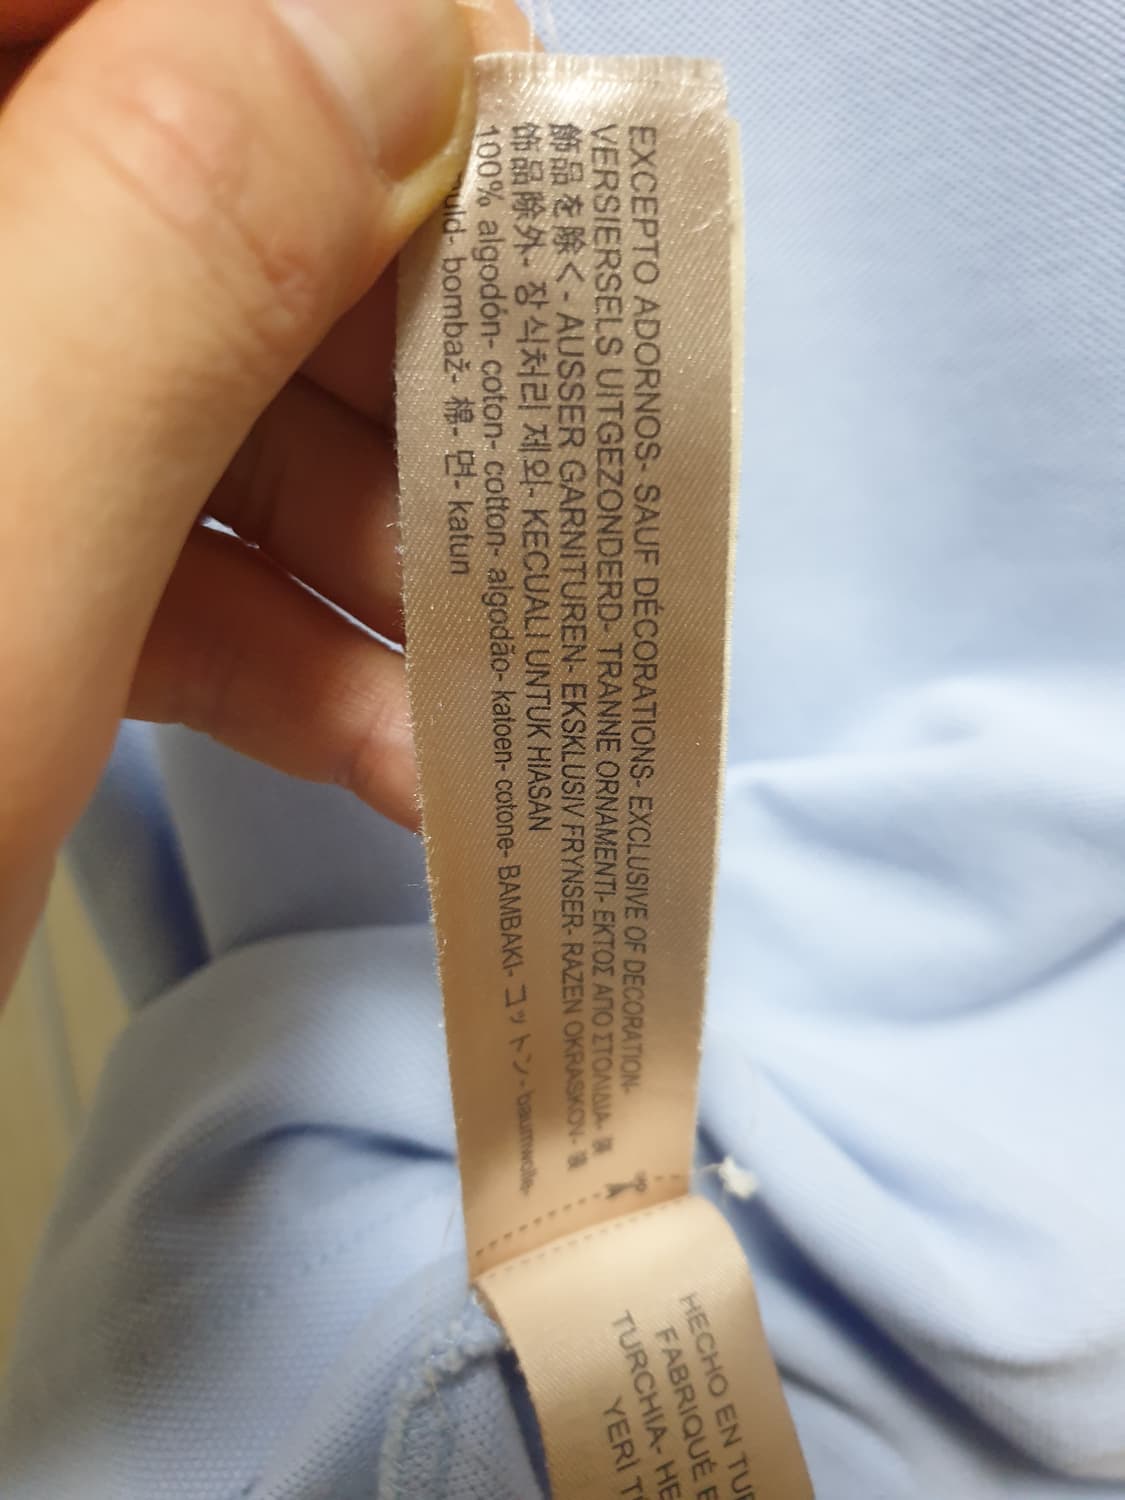 EXCEPTO ADORNOS- SAUF DÉCORATIONS- EXCLUSIVE OF DECORATION-
VERSIERSELS UITGEZONDERD- TRANNE ORNAMENTI- ΕΚΤΟΣ ΑΠΟ ΣΤΟΛΙΔΙΑ-
飾品を除く- AUSSER GARNITUREN- EKSKLUSIV FRYNSER- RAZEN OKRASKOV-
飾品除外- 장식처리 제외- KECUALI UNTUK HIASAN
100% algodón- coton- cotton- algodão- katoen- cotone- BAMBAKI- コットン- baumwolle-
bombaž- 棉- 면- katun
HECHO EN
FABRIQUÉ
TURCHIA-
YERİ